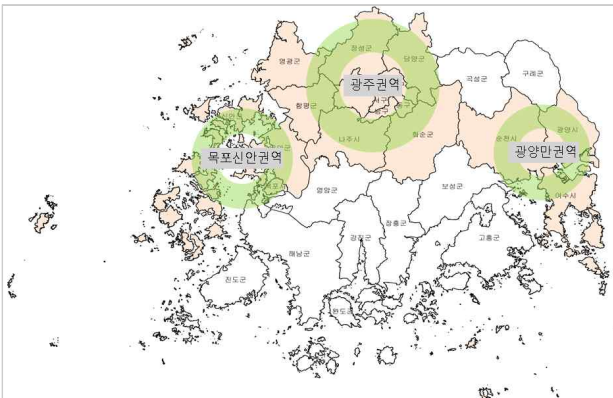 장성군
담양군
영광군
곡성군
구례군
광주권역
서구
함평군
나주시
화순군
순천시
광양시
광양만권역
목포신안권역
여수시
영암군
보성군
장흥군
강진군
고흥군
해남군
진도군
완도군